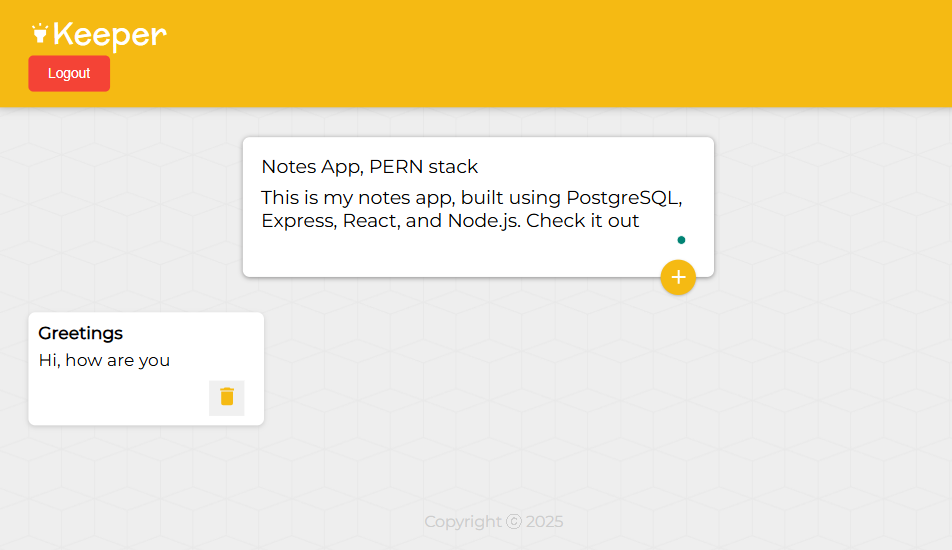 Keeper
Logout
Notes App, PERN stack
This is my notes app, built using PostgreSQL,
Express, React, and Node.js. Check it out
+
Greetings
Hi, how are you
Copyright ⓒ 2025